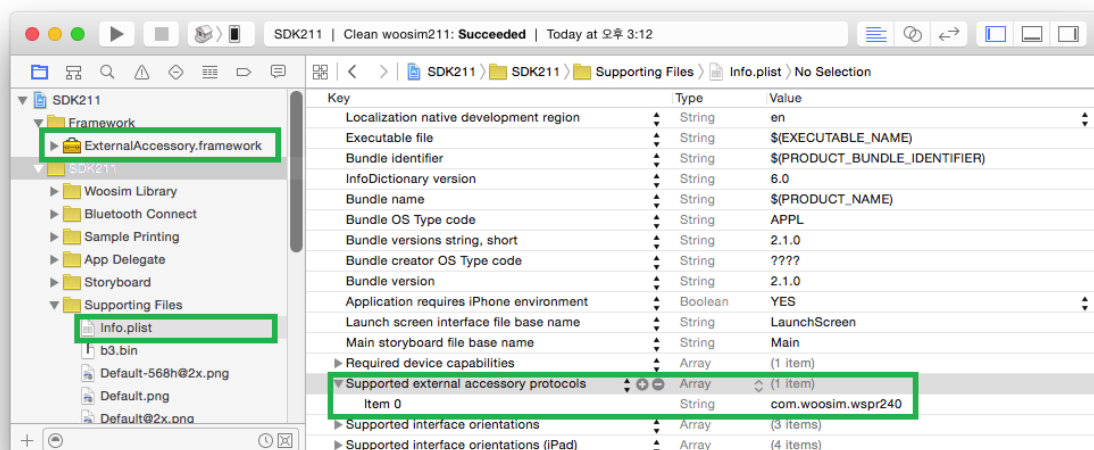 SDK211 | Clean woosim211: Succeeded | Today at 오후 3:12
SDK211 SDK211 Supporting Files Info.plist No Selection
SDK211
Framework
ExternalAccessory.framework
SDK211
Woosim Library
Bluetooth Connect
Sample Printing
App Delegate
Storyboard
Supporting Files
Info.plist
b3.bin
Default-568h@2x.png
Default.png
Default@2x.png
Key Type Value
Localization native development region String en
Executable file String $(EXECUTABLE_NAME)
Bundle identifier String $(PRODUCT_BUNDLE_IDENTIFIER)
InfoDictionary version String 6.0
Bundle name String $(PRODUCT_NAME)
Bundle OS Type code String APPL
Bundle versions string, short String 2.1.0
Bundle creator OS Type code String ????
Bundle version String 2.1.0
Application requires iPhone environment Boolean YES
Launch screen interface file base name String LaunchScreen
Main storyboard file base name String Main
Required device capabilities Array (1 item)
Supported external accessory protocols Array (1 item)
Item 0 String com.woosim.wspr240
Supported interface orientations Array (3 items)
Supported interface orientations (iPad) Array (4 items)